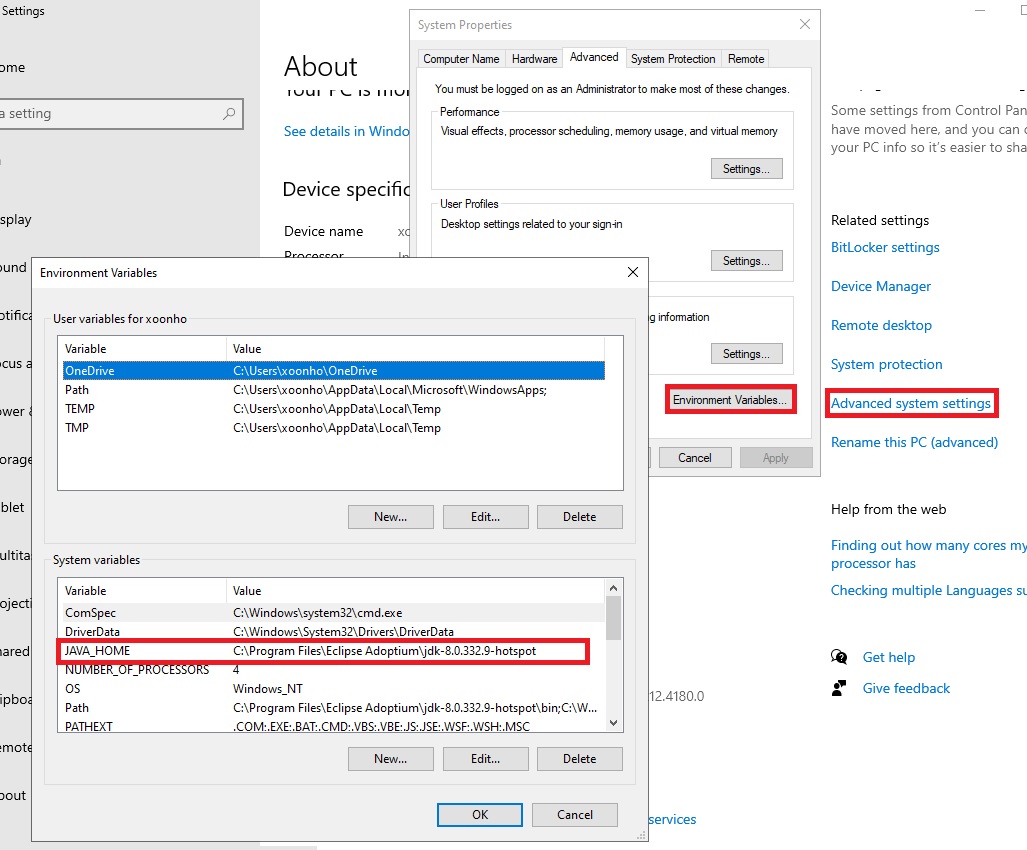 Settings
ome
a setting
splay
ound
otifica
ocus a
ower &
orage
blet
ultitas
ojecti
ared
ipboa
emote
bout
About
See details in Windo
Device specific
Device name
xo
Processor
System Properties
Computer Name
Hardware
Advanced
System Protection
Remote
You must be logged on as an Administrator to make most of these changes.
Performance
Visual effects, processor scheduling, memory usage, and virtual memory
Settings...
User Profiles
Desktop settings related to your sign-in
Settings...
g information
Settings...
Environment Variables...
Cancel
Apply
Environment Variables
User variables for xoonho
Variable Value
OneDrive C:\Users\xoonho\OneDrive
Path C:\Users\xoonho\AppData\Local\Microsoft\WindowsApps;
TEMP C:\Users\xoonho\AppData\Local\Temp
TMP C:\Users\xoonho\AppData\Local\Temp
New... Edit... Delete
System variables
Variable Value
ComSpec C:\Windows\system32\cmd.exe
DriverData C:\Windows\System32\Drivers\DriverData
JAVA_HOME C:\Program Files\Eclipse Adoptium\jdk-8.0.332.9-hotspot
NUMBER_OF_PROCESSORS 4
OS Windows_NT
Path C:\Program Files\Eclipse Adoptium\jdk-8.0.332.9-hotspot\bin;C:\W...
PATHEXT .COM;.EXE;.BAT;.CMD;.VBS;.VBE;.JS;.JSE;.WSF;.WSH;.MSC
New... Edit... Delete
OK Cancel
12.4180.0
services
Some settings from Control Pan
have moved here, and you can c
your PC info so it's easier to sha
Related settings
BitLocker settings
Device Manager
Remote desktop
System protection
Advanced system settings
Rename this PC (advanced)
Help from the web
Finding out how many cores my
processor has
Checking multiple Languages su
Get help
Give feedback